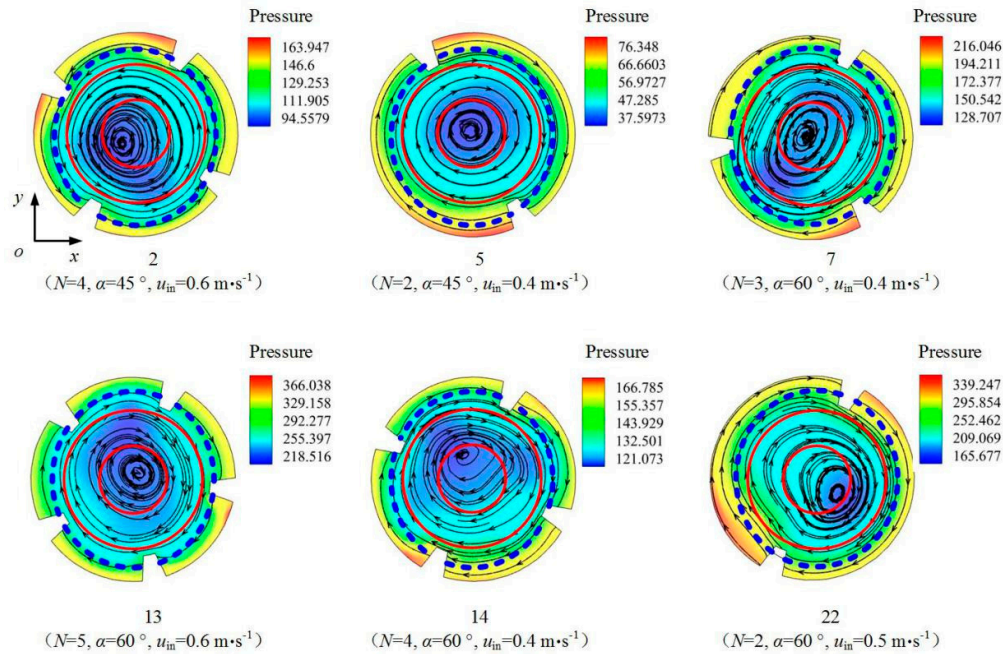 Pressure
163.947
146.6
129.253
111.905
94.5579
Pressure
76.348
66.6603
56.9727
47.285
37.5973
Pressure
216.046
194.211
172.377
150.542
128.707
y
o
x
2
(N=4, α=45 °, uin=0.6 m•s-1)
5
(N=2, α=45 °, uin=0.4 m•s-1)
7
(N=3, α=60 °, uin=0.4 m•s-1)
Pressure
366.038
329.158
292.277
255.397
218.516
Pressure
166.785
155.357
143.929
132.501
121.073
Pressure
339.247
295.854
252.462
209.069
165.677
13
(N=5, α=60 °, uin=0.6 m•s-1)
14
(N=4, α=60 °, uin=0.4 m•s-1)
22
(N=2, α=60 °, uin=0.5 m•s-1)